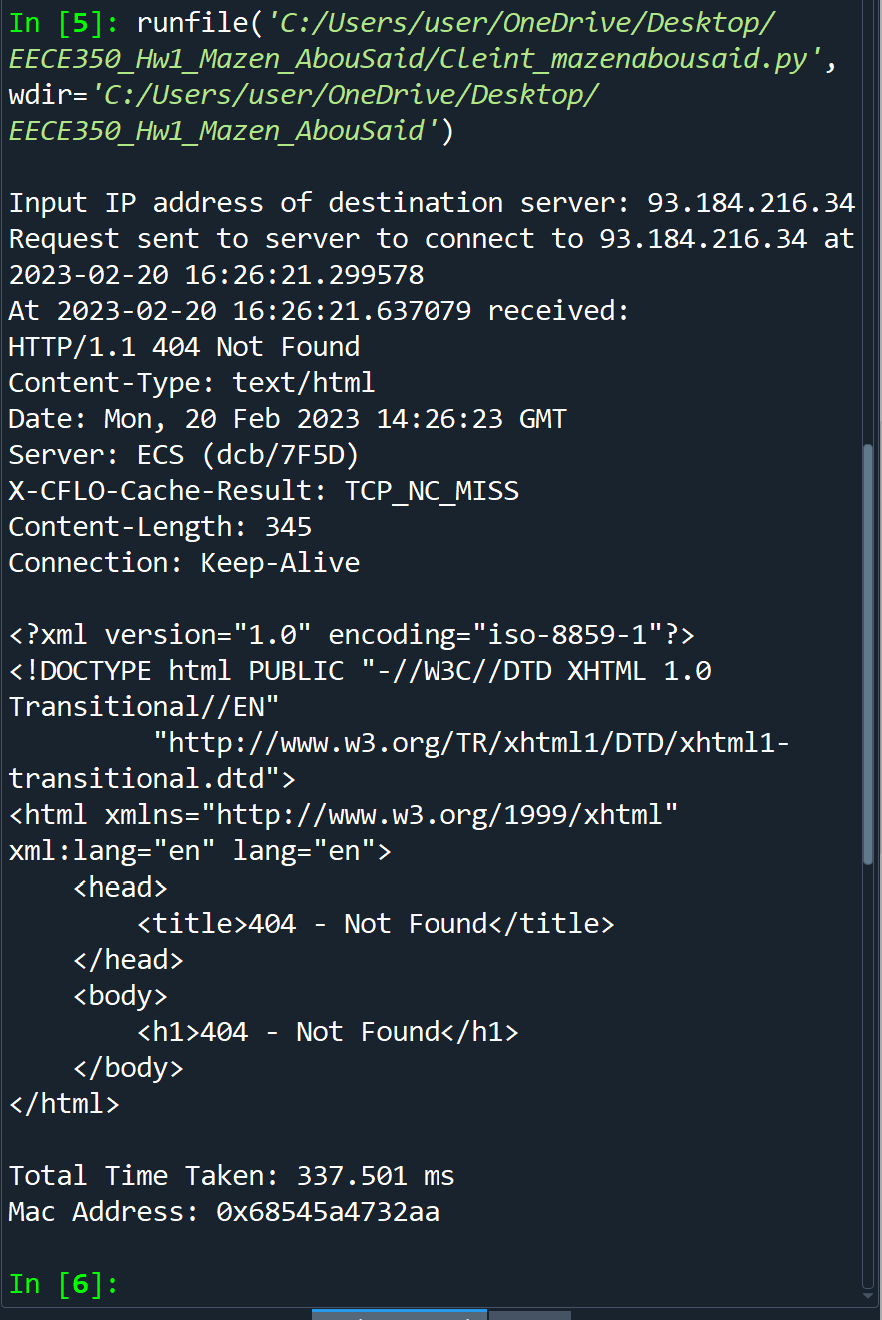 In [5]: runfile('C:/Users/user/OneDrive/Desktop/
EECE350_Hw1_Mazen_AbouSaid/Cleint_mazenabousaid.py',
wdir='C:/Users/user/OneDrive/Desktop/
EECE350_Hw1_Mazen_AbouSaid')
Input IP address of destination server: 93.184.216.34
Request sent to server to connect to 93.184.216.34 at
2023-02-20 16:26:21.299578
At 2023-02-20 16:26:21.637079 received:
HTTP/1.1 404 Not Found
Content-Type: text/html
Date: Mon, 20 Feb 2023 14:26:23 GMT
Server: ECS (dcb/7F5D)
X-CFLO-Cache-Result: TCP_NC_MISS
Content-Length: 345
Connection: Keep-Alive
<?xml version="1.0" encoding="iso-8859-1"?>
<!DOCTYPE html PUBLIC "-//W3C//DTD XHTML 1.0
Transitional//EN"
         "http://www.w3.org/TR/xhtml1/DTD/xhtml1-
transitional.dtd">
<html xmlns="http://www.w3.org/1999/xhtml"
xml:lang="en" lang="en">
    <head>
        <title>404 - Not Found</title>
    </head>
    <body>
        <h1>404 - Not Found</h1>
    </body>
</html>
Total Time Taken: 337.501 ms
Mac Address: 0x68545a4732aa
In [6]: